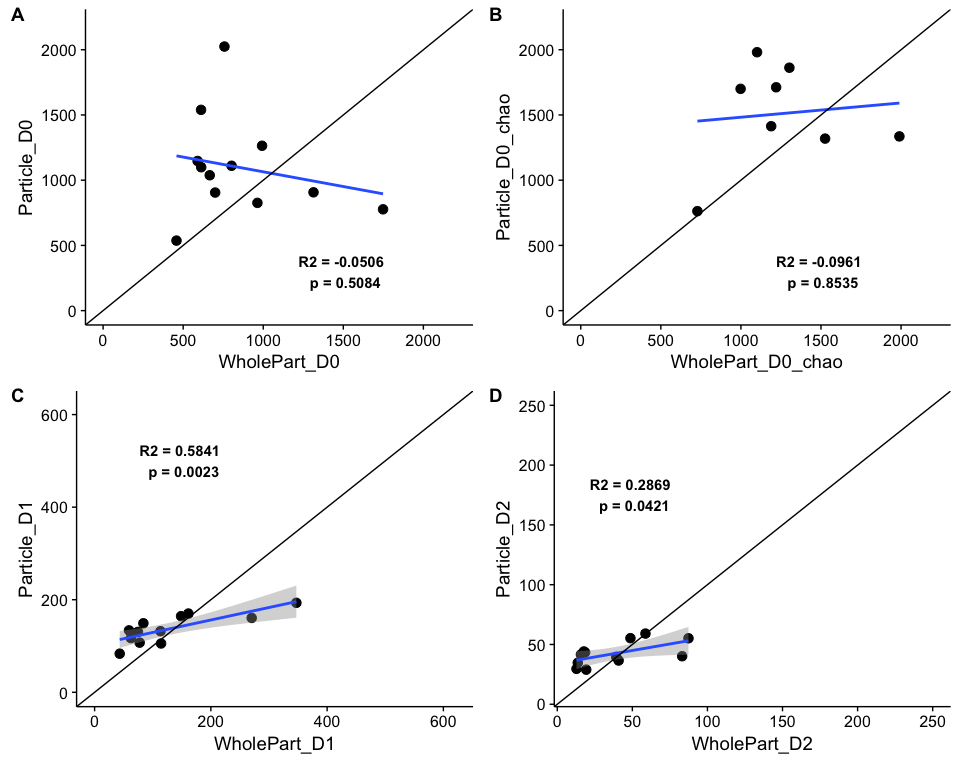 A
2000
1500
1000
500
0
Particle_D0
R2 = -0.0506
p = 0.5084
0 500 1000 1500 2000
WholePart_D0
B
2000
1500
1000
500
0
Particle_D0_chao
R2 = -0.0961
p = 0.8535
0 500 1000 1500 2000
WholePart_D0_chao
C
600
400
200
0
Particle_D1
R2 = 0.5841
p = 0.0023
0 200 400 600
WholePart_D1
D
250
200
150
100
50
0
Particle_D2
R2 = 0.2869
p = 0.0421
0 50 100 150 200 250
WholePart_D2